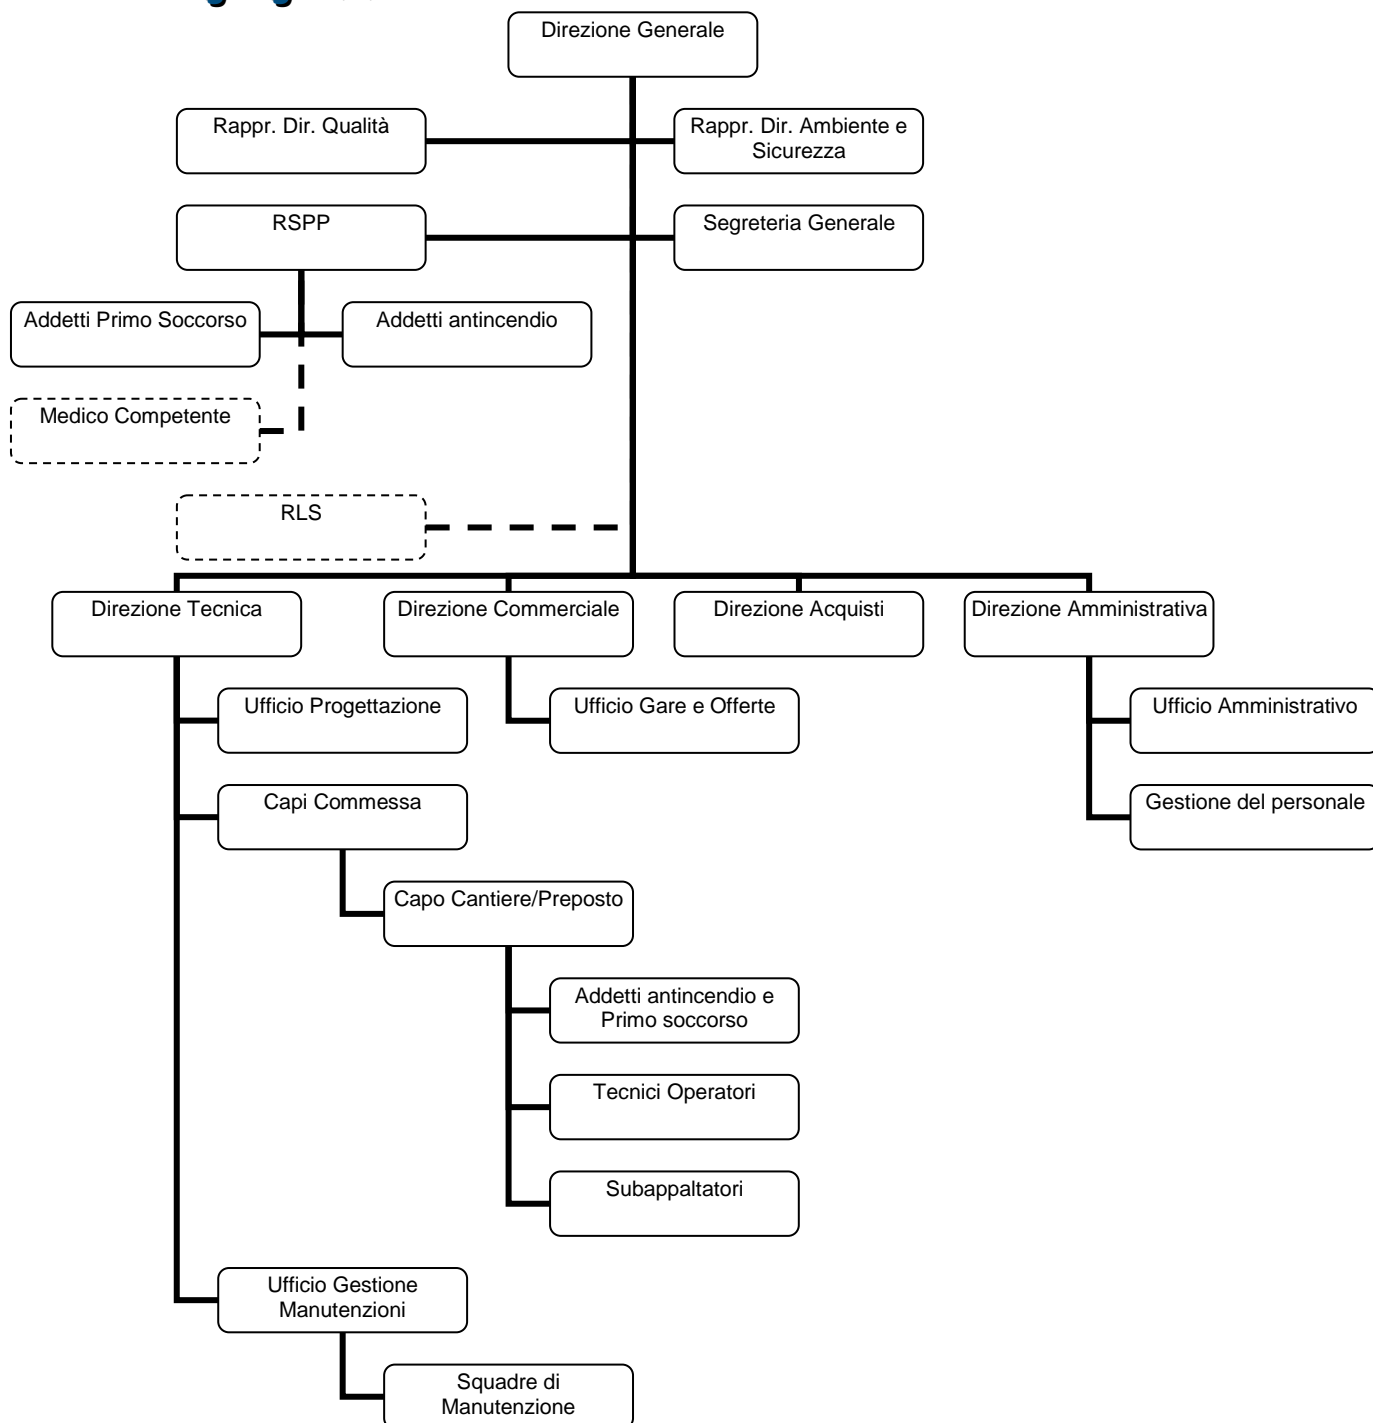 Direzione Generale
Rappr. Dir. Qualità
Rappr. Dir. Ambiente e
Sicurezza
RSPP
Segreteria Generale
Addetti Primo Soccorso
Addetti antincendio
Medico Competente
RLS
Direzione Tecnica
Direzione Commerciale
Direzione Acquisti
Direzione Amministrativa
Ufficio Progettazione
Ufficio Gare e Offerte
Ufficio Amministrativo
Capi Commessa
Gestione del personale
Capo Cantiere/Preposto
Addetti antincendio e
Primo soccorso
Tecnici Operatori
Subappaltatori
Ufficio Gestione
Manutenzioni
Squadre di
Manutenzione